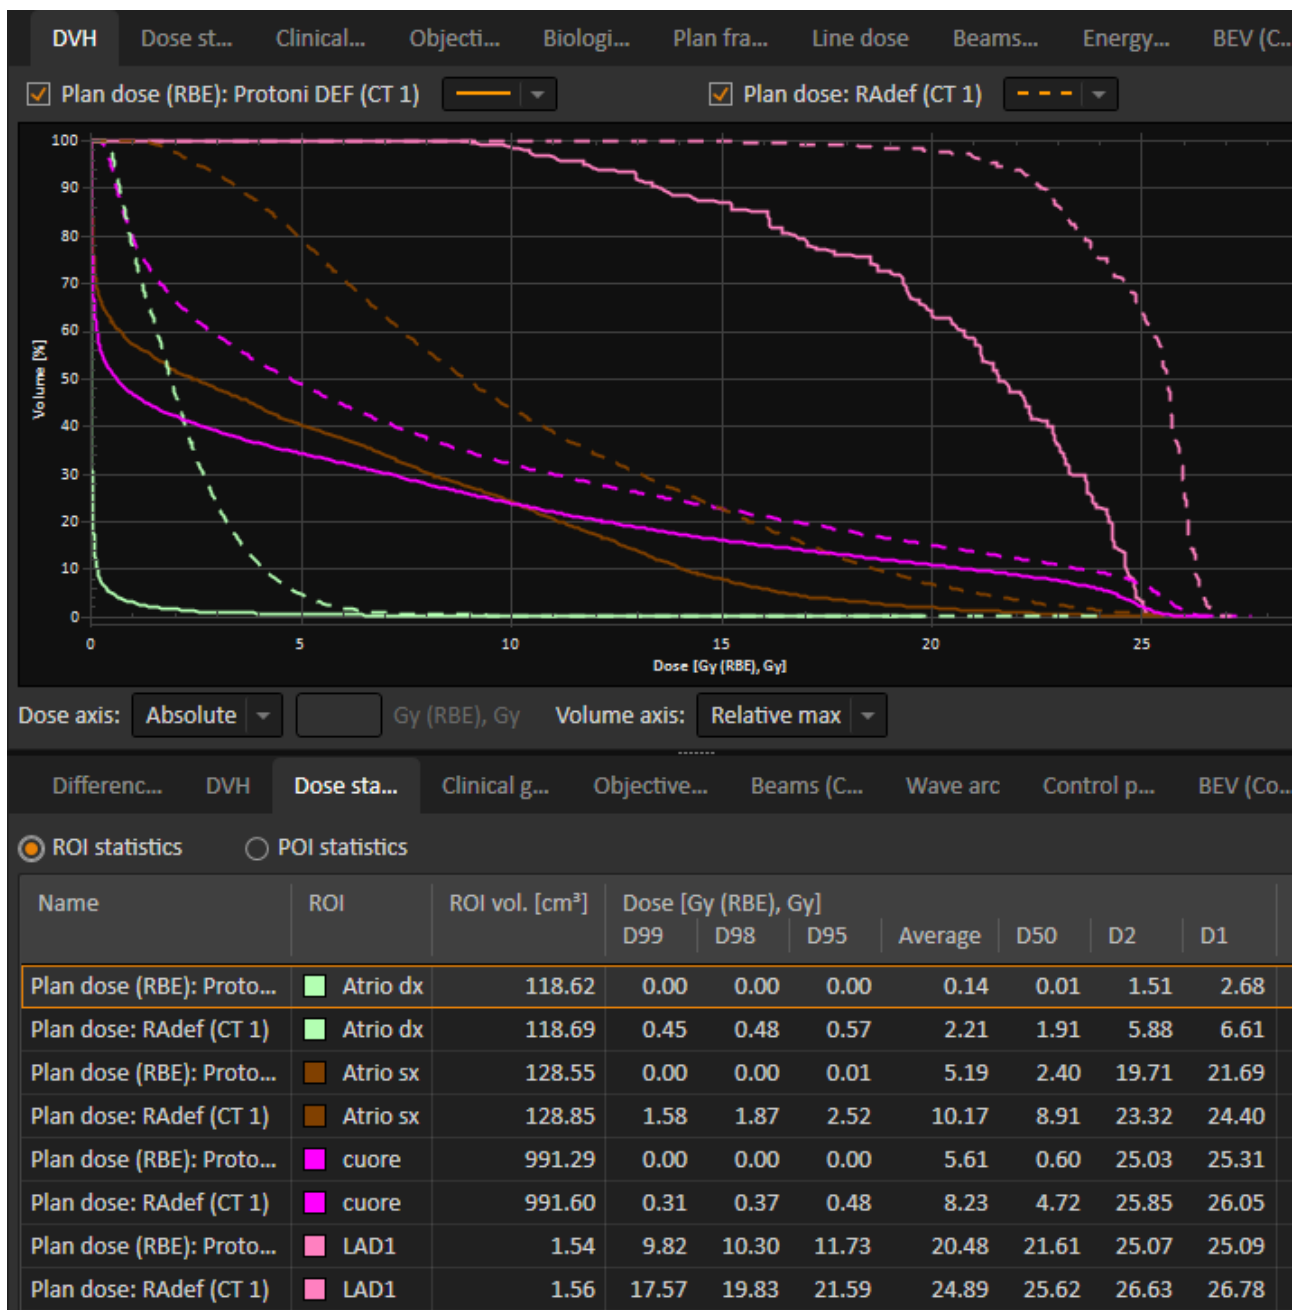 DVH Dose st... Clinical... Objecti... Biologi... Plan fra... Line dose Beams... Energy... BEV (C...
Plan dose (RBE): Protoni DEF (CT 1) Plan dose: RAdef (CT 1)
100
90
80
70
60
50
40
30
20
10
0
Volume [%]
0 5 10 15 20 25
Dose [Gy (RBE), Gy]
Dose axis: Absolute Gy (RBE), Gy Volume axis: Relative max
Differenc... DVH Dose sta... Clinical g... Objective... Beams (C... Wave arc Control p... BEV (Co...
ROI statistics POI statistics
Name ROI ROI vol. [cm³] Dose [Gy (RBE), Gy]
D99 D98 D95 Average D50 D2 D1
Plan dose (RBE): Proto... Atrio dx 118.62 0.00 0.00 0.00 0.14 0.01 1.51 2.68
Plan dose: RAdef (CT 1) Atrio dx 118.69 0.45 0.48 0.57 2.21 1.91 5.88 6.61
Plan dose (RBE): Proto... Atrio sx 128.55 0.00 0.00 0.01 5.19 2.40 19.71 21.69
Plan dose: RAdef (CT 1) Atrio sx 128.85 1.58 1.87 2.52 10.17 8.91 23.32 24.40
Plan dose (RBE): Proto... cuore 991.29 0.00 0.00 0.00 5.61 0.60 25.03 25.31
Plan dose: RAdef (CT 1) cuore 991.60 0.31 0.37 0.48 8.23 4.72 25.85 26.05
Plan dose (RBE): Proto... LAD1 1.54 9.82 10.30 11.73 20.48 21.61 25.07 25.09
Plan dose: RAdef (CT 1) LAD1 1.56 17.57 19.83 21.59 24.89 25.62 26.63 26.78